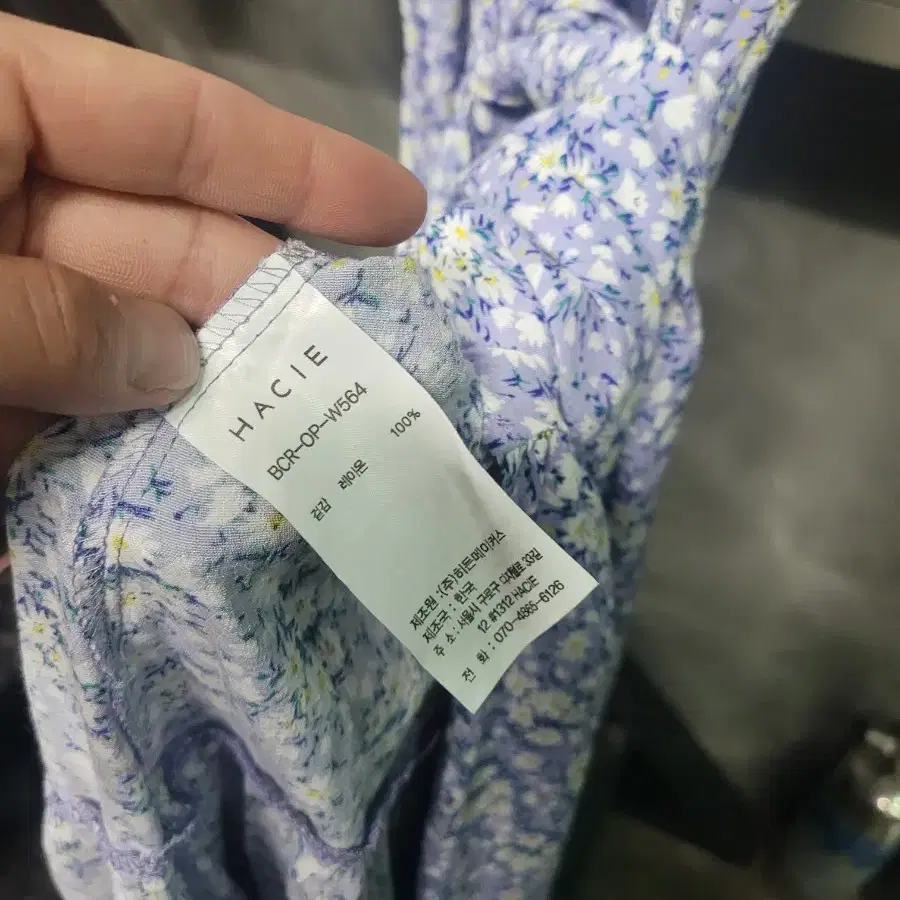 HACIE
BCR-OP-W564
겉감 레이온 100%
제조원 : (주)히든메이커스
제조국 : 한국
주 소 : 서울시 구로구 디지털로 33길
12 #1312 HACIE
전 화 : 070-4865-6126